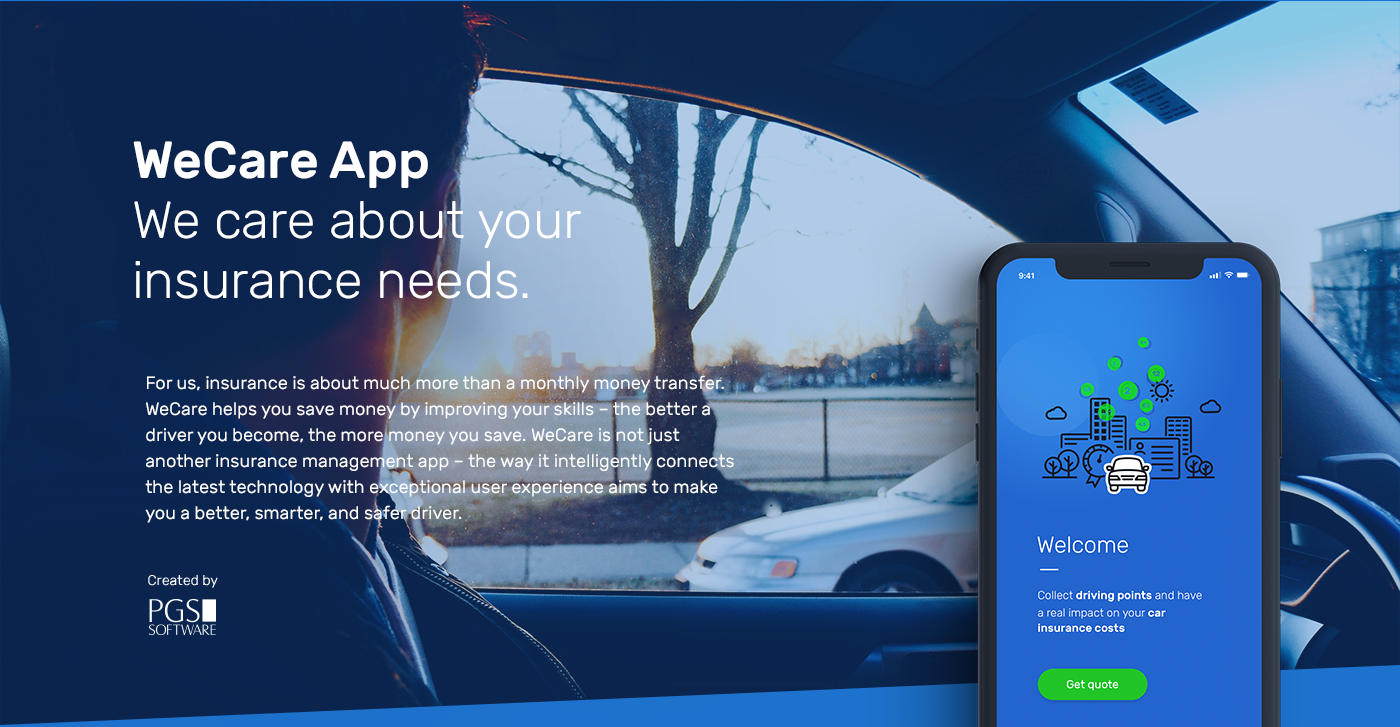 WeCare App
We care about your
insurance needs.
For us, insurance is about much more than a monthly money transfer.
WeCare helps you save money by improving your skills – the better a
driver you become, the more money you save. WeCare is not just
another insurance management app – the way it intelligently connects
the latest technology with exceptional user experience aims to make
you a better, smarter, and safer driver.
Created by
PGS
SOFTWARE
9:41
Welcome
Collect driving points and have
a real impact on your car
insurance costs
Get quote